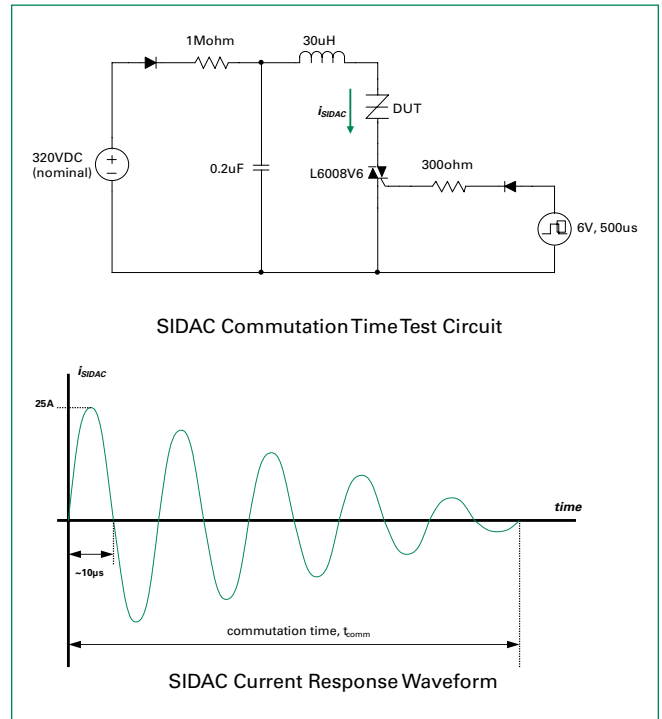 1Mohm
30uH
i_SIDAC
DUT
320VDC
(nominal)
0.2uF
L6008V6
300ohm
6V, 500us
SIDAC Commutation Time Test Circuit
i_SIDAC
25A
time
~10µs
commutation time, t_comm
SIDAC Current Response Waveform